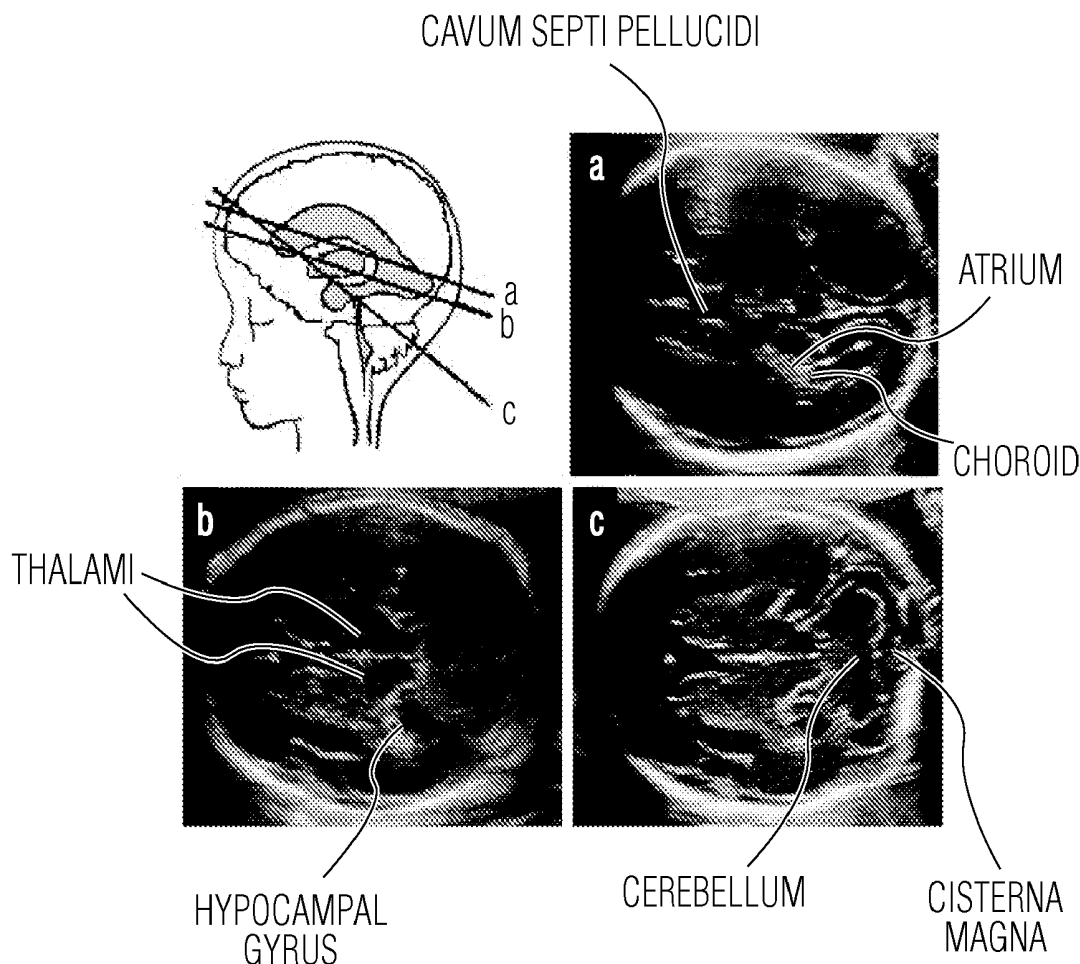 CAVUM SEPTI PELLUCIDI
a
ATRIUM
a
b
c
CHOROID
b
c
THALAMI
HYPOCAMPAL
GYRUS
CEREBELLUM
CISTERNA
MAGNA